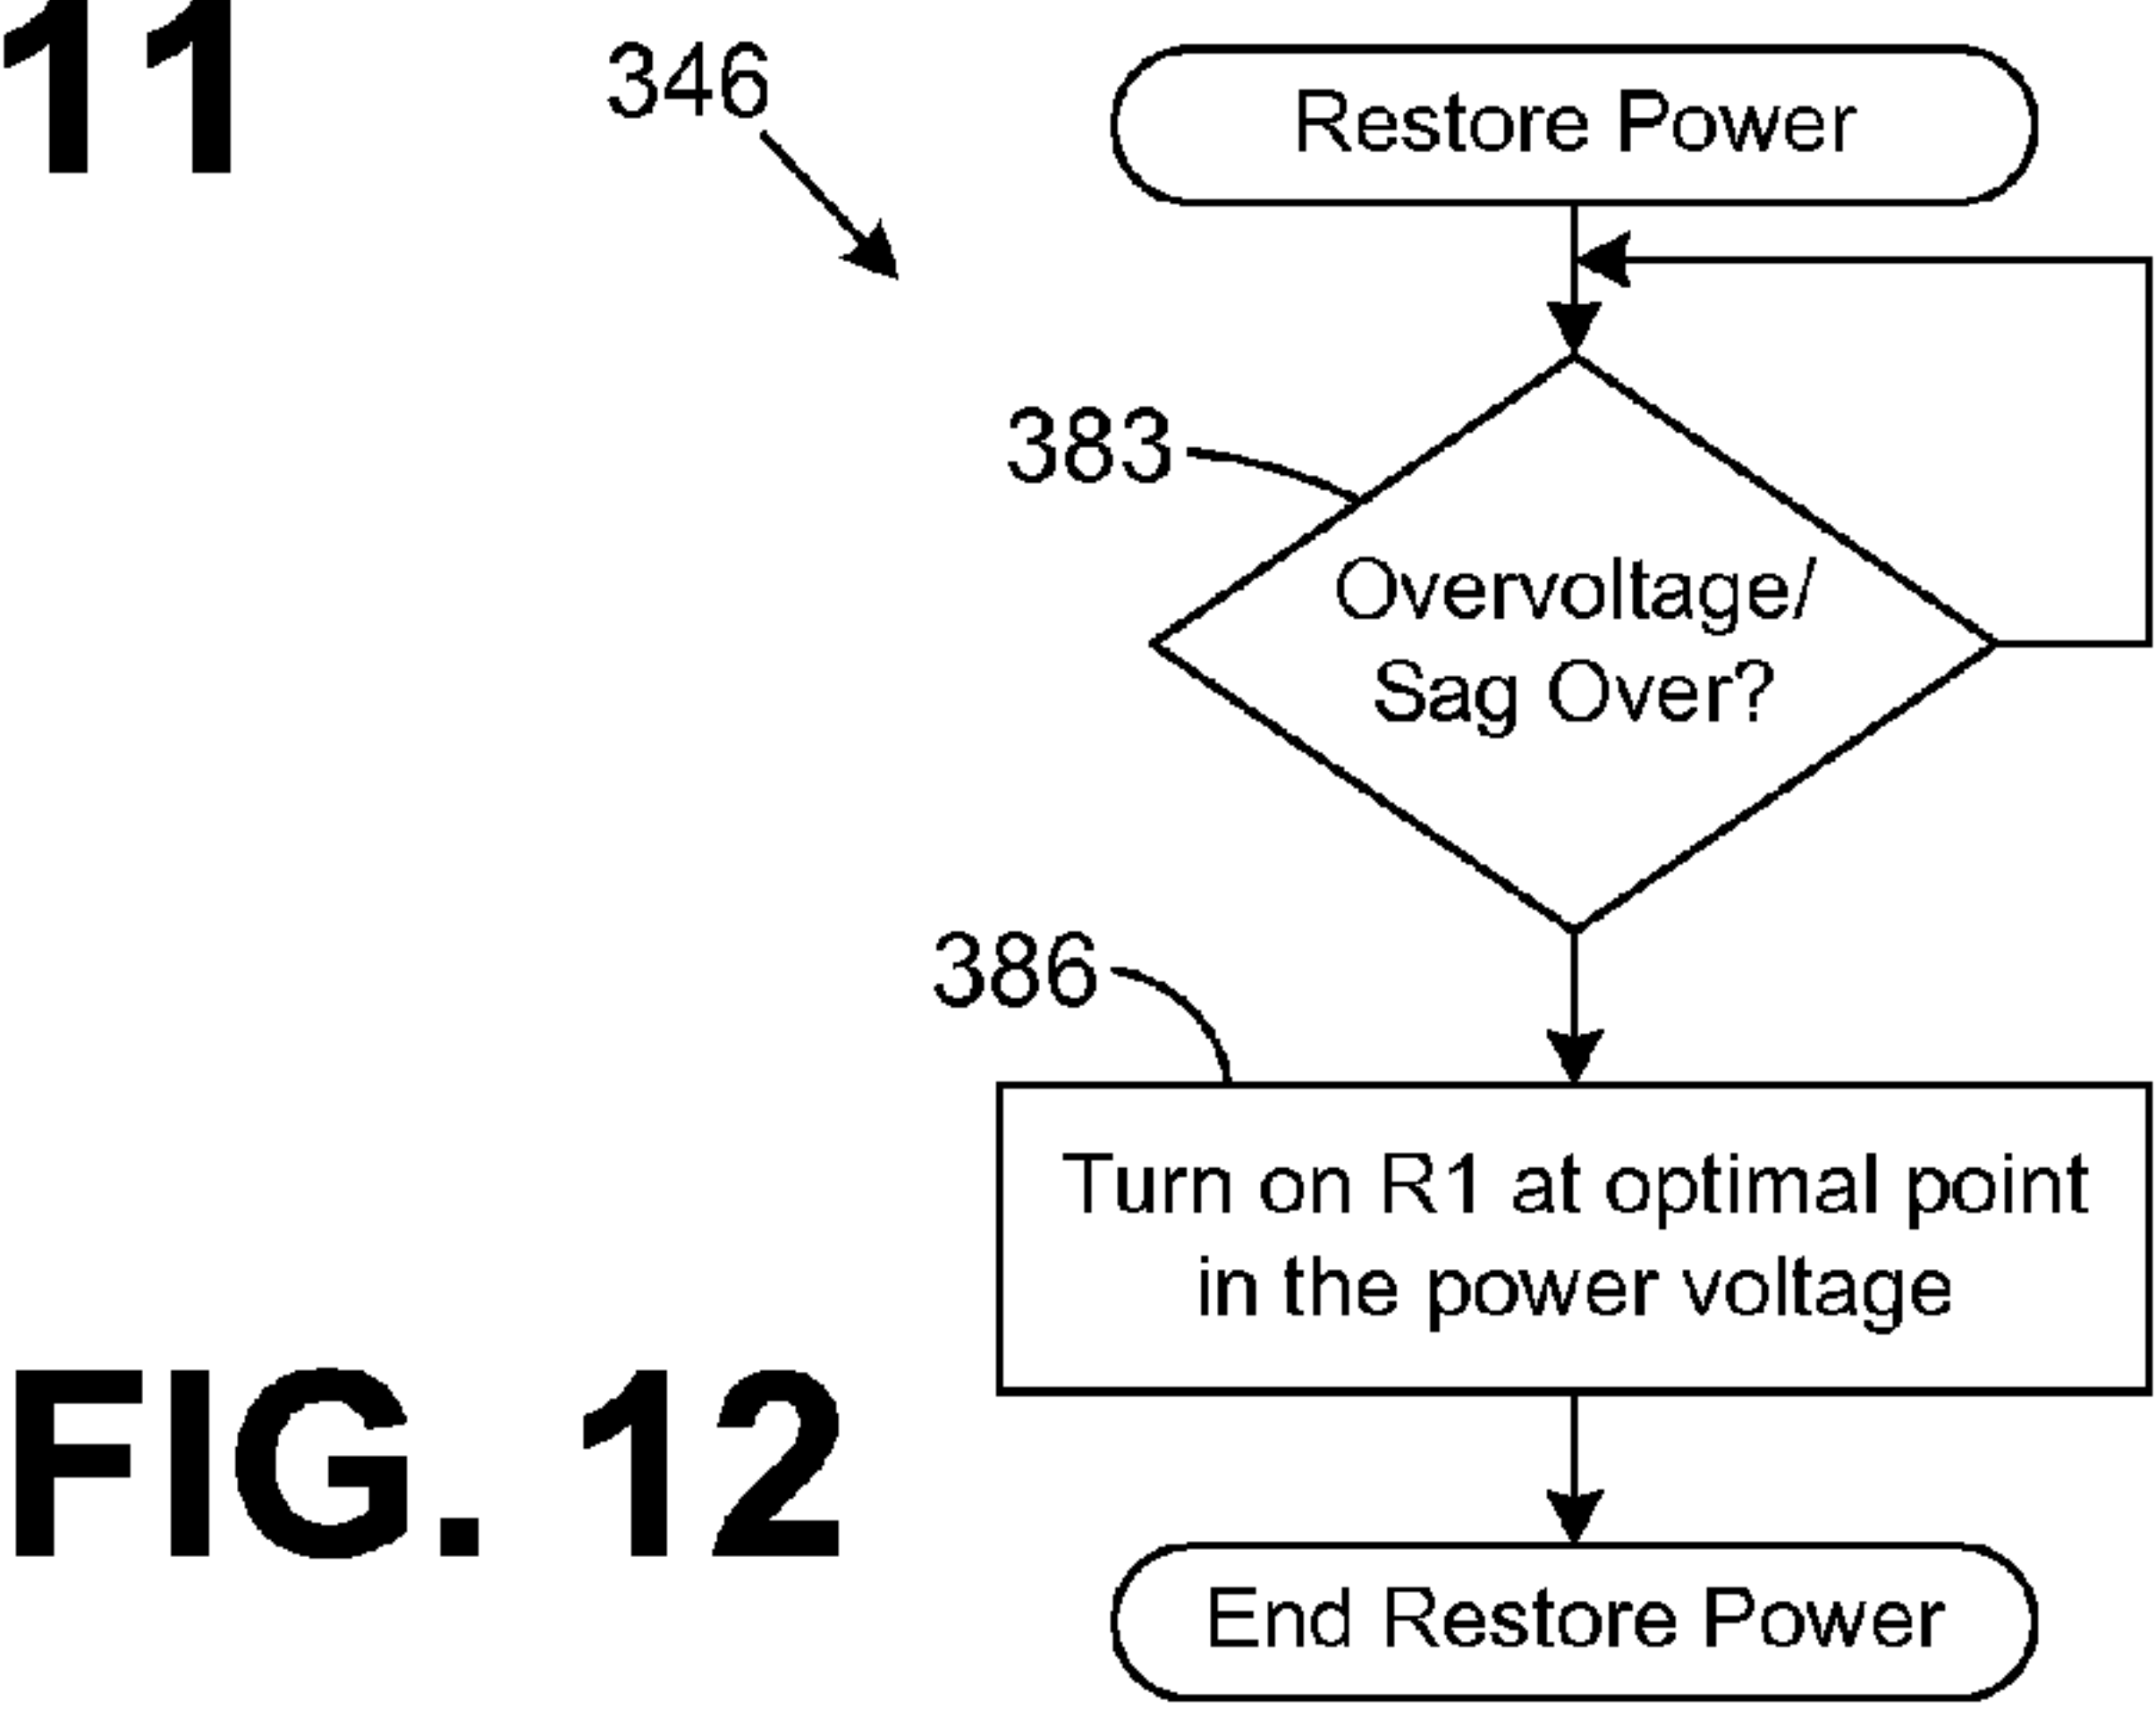 11
346
Restore Power
383
Overvoltage/
Sag Over?
386
Turn on R1 at optimal point
in the power voltage
FIG. 12
End Restore Power